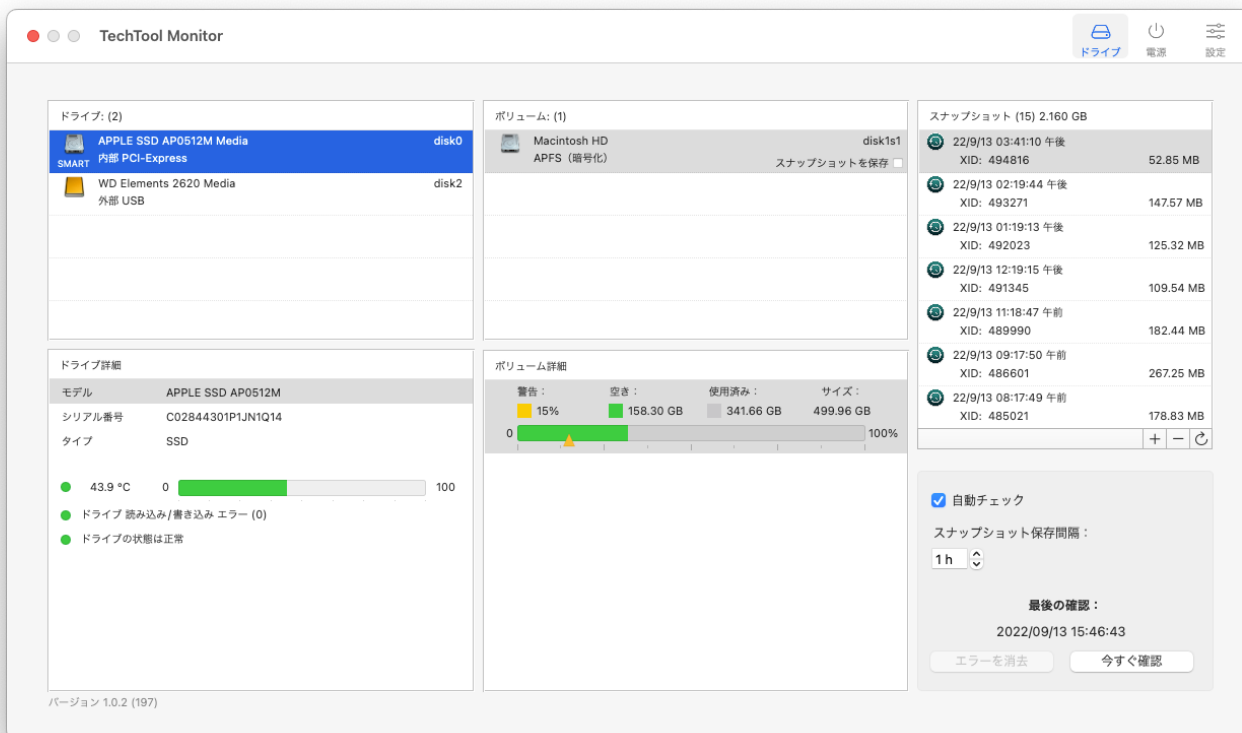 TechTool Monitor
ドライブ
電源
設定
ドライブ: (2)
APPLE SSD AP0512M Media disk0
SMART 内部 PCI-Express
WD Elements 2620 Media disk2
外部 USB
ボリューム: (1)
Macintosh HD disk1s1
APFS（暗号化）
スナップショットを保存
スナップショット (15) 2.160 GB
22/9/13 03:41:10 午後
XID: 494816 52.85 MB
22/9/13 02:19:44 午後
XID: 493271 147.57 MB
22/9/13 01:19:13 午後
XID: 492023 125.32 MB
22/9/13 12:19:15 午後
XID: 491345 109.54 MB
22/9/13 11:18:47 午前
XID: 489990 182.44 MB
22/9/13 09:17:50 午前
XID: 486601 267.25 MB
22/9/13 08:17:49 午前
XID: 485021 178.83 MB
ドライブ詳細
モデル APPLE SSD AP0512M
シリアル番号 C02844301P1JN1Q14
タイプ SSD
43.9 °C 0 100
ドライブ 読み込み/書き込み エラー (0)
ドライブの状態は正常
ボリューム詳細
警告： 空き： 使用済み： サイズ：
15% 158.30 GB 341.66 GB 499.96 GB
0 100%
自動チェック
スナップショット保存間隔：
1 h
最後の確認：
2022/09/13 15:46:43
エラーを消去 今すぐ確認
バージョン 1.0.2 (197)